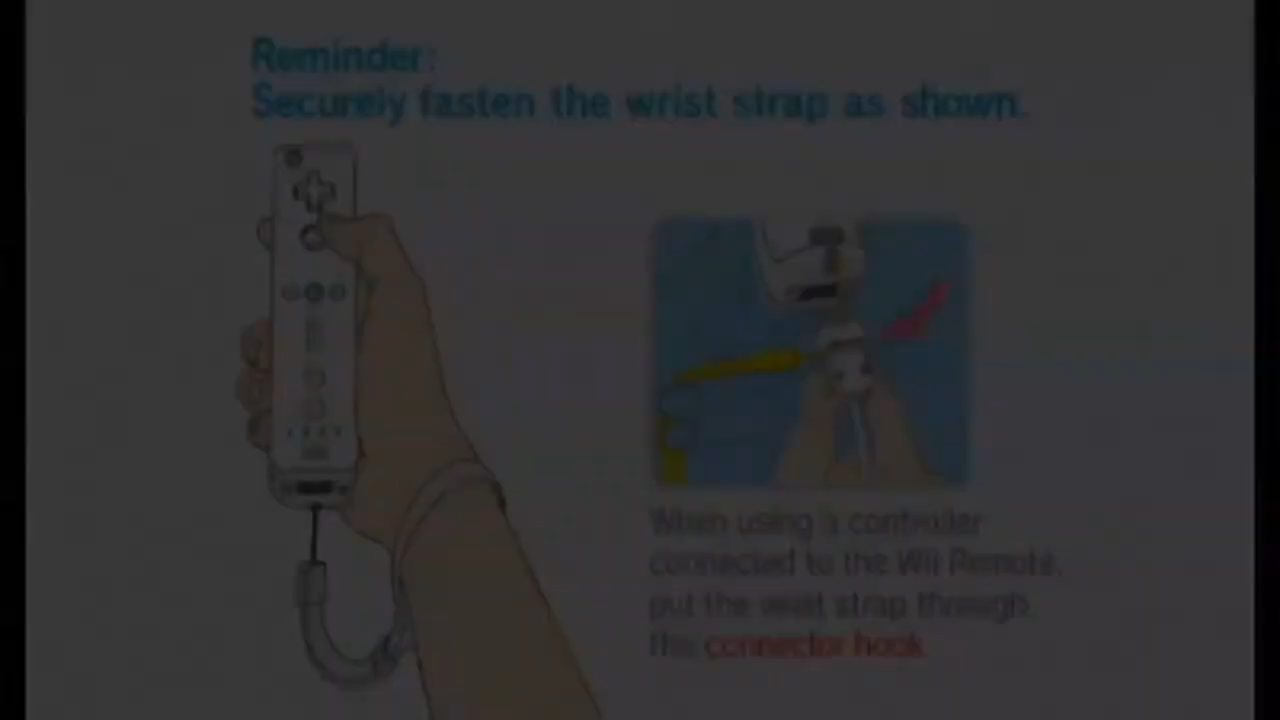 Reminder:
Securely fasten the wrist strap as shown.
When using a controller
connected to the Wii Remote,
put the wrist strap through
the connector hook